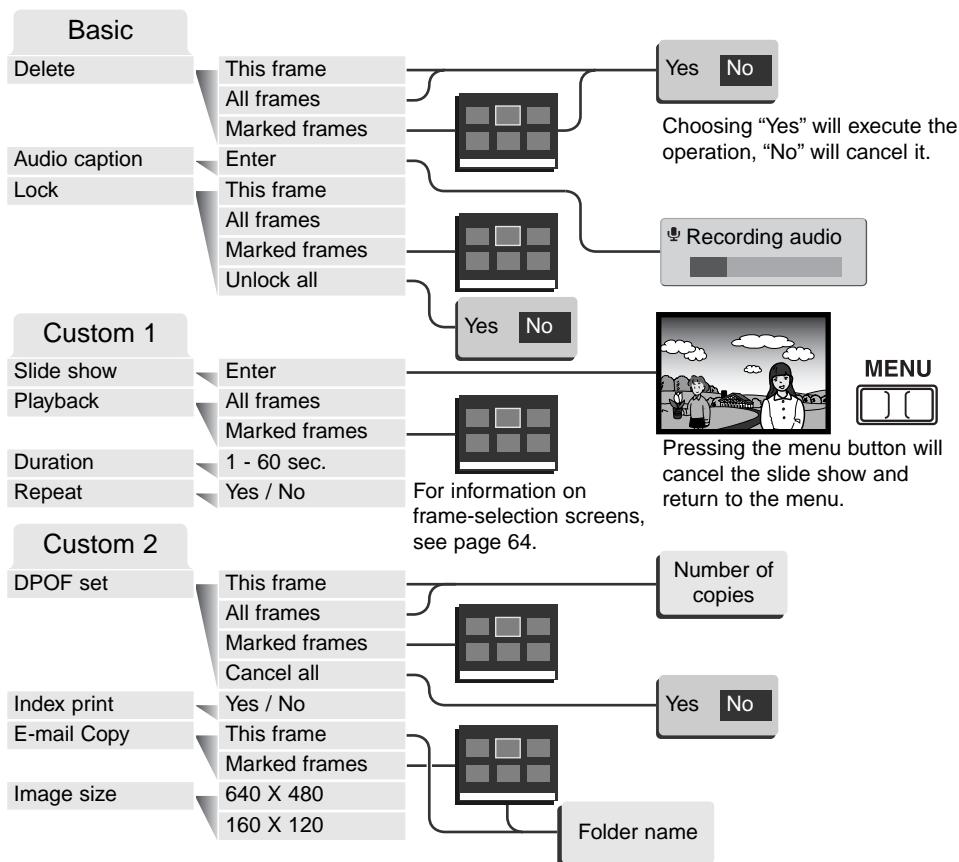 Basic
Delete
This frame
All frames
Marked frames
Yes No
Choosing “Yes” will execute the
operation, “No” will cancel it.
Audio caption
Enter
Recording audio
Lock
This frame
All frames
Marked frames
Unlock all
Yes No
Custom 1
Slide show
Enter
MENU
Pressing the menu button will
cancel the slide show and
return to the menu.
Playback
All frames
Marked frames
Duration
1 - 60 sec.
Repeat
Yes / No
For information on
frame-selection screens,
see page 64.
Custom 2
DPOF set
This frame
All frames
Marked frames
Cancel all
Number of
copies
Yes No
Index print
Yes / No
E-mail Copy
This frame
Marked frames
Image size
640 X 480
160 X 120
Folder name